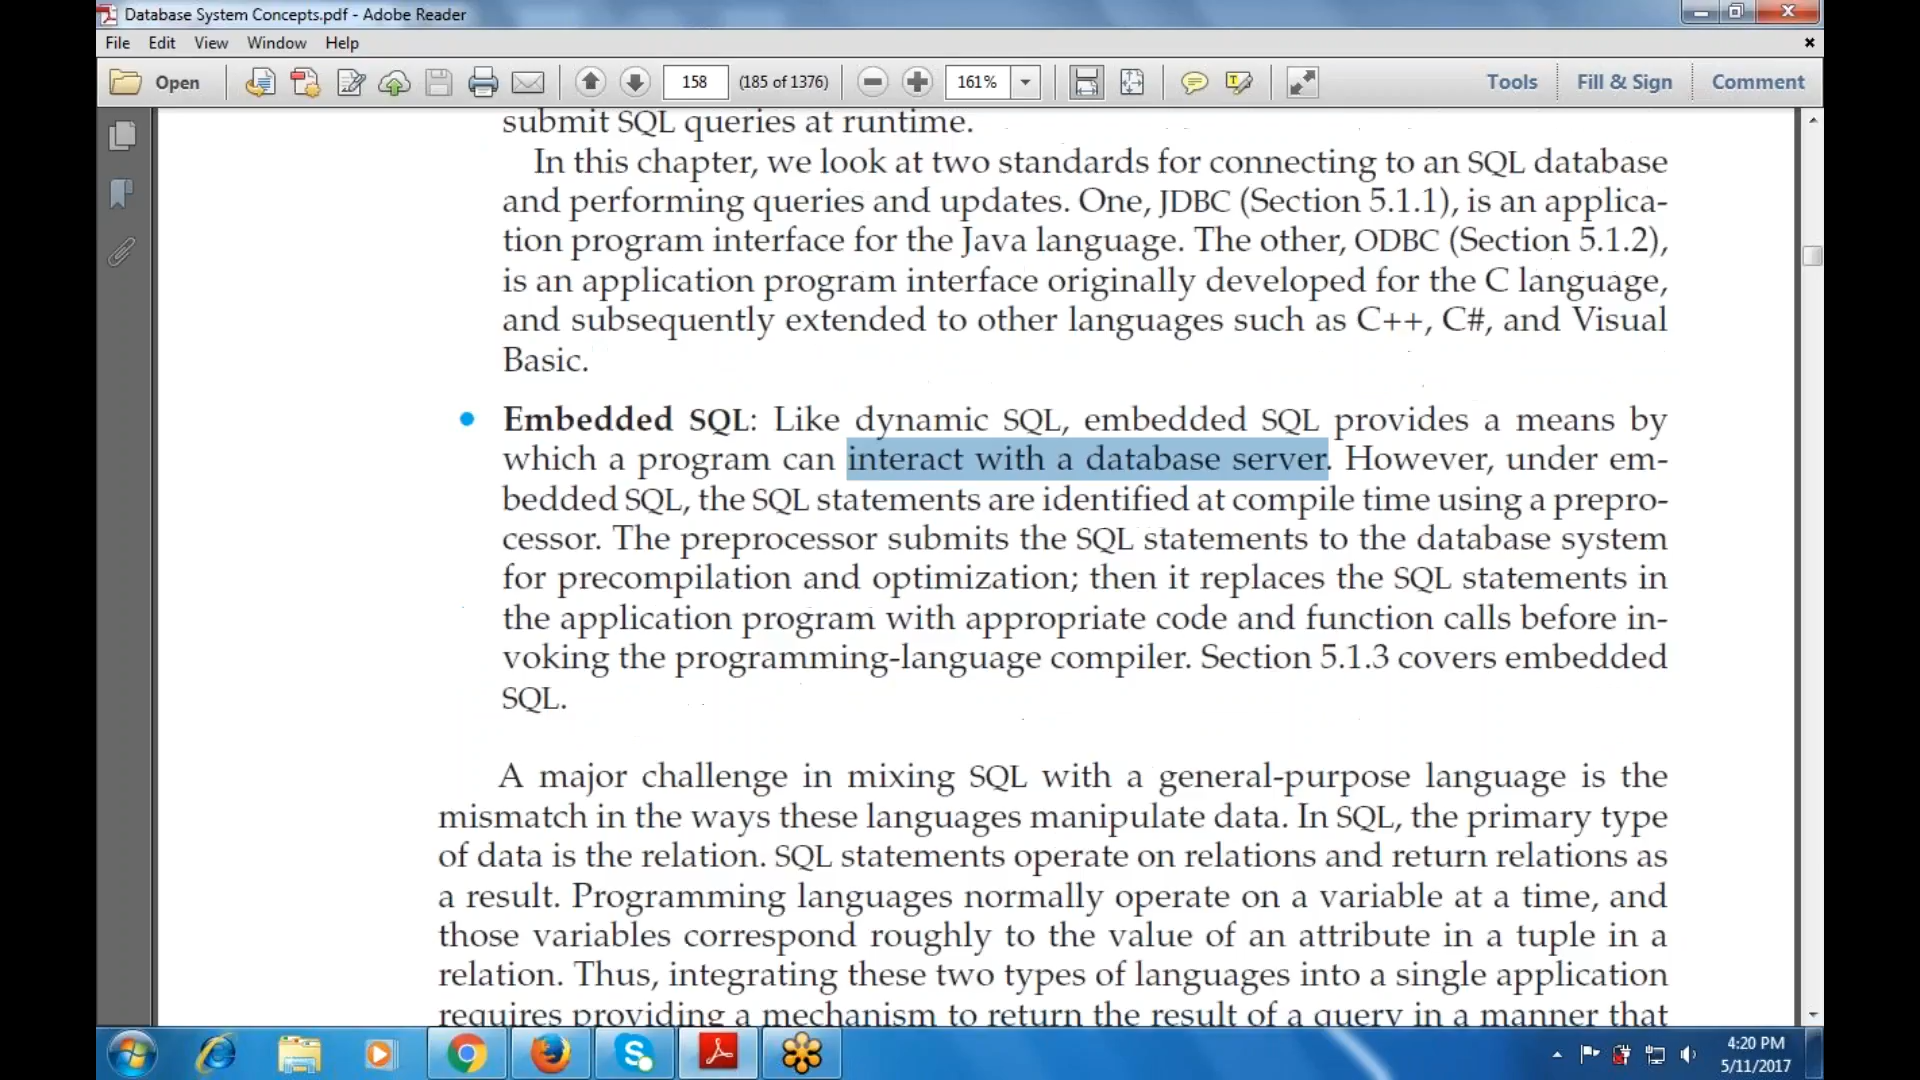 Database System Concepts.pdf - Adobe Reader
File Edit View Window Help
Open 158 (185 of 1376) 161% Tools Fill & Sign Comment
submit SQL queries at runtime.
In this chapter, we look at two standards for connecting to an SQL database
and performing queries and updates. One, JDBC (Section 5.1.1), is an applica-
tion program interface for the Java language. The other, ODBC (Section 5.1.2),
is an application program interface originally developed for the C language,
and subsequently extended to other languages such as C++, C#, and Visual
Basic.
• Embedded SQL: Like dynamic SQL, embedded SQL provides a means by
which a program can interact with a database server. However, under em-
bedded SQL, the SQL statements are identified at compile time using a prepro-
cessor. The preprocessor submits the SQL statements to the database system
for precompilation and optimization; then it replaces the SQL statements in
the application program with appropriate code and function calls before in-
voking the programming-language compiler. Section 5.1.3 covers embedded
SQL.
A major challenge in mixing SQL with a general-purpose language is the
mismatch in the ways these languages manipulate data. In SQL, the primary type
of data is the relation. SQL statements operate on relations and return relations as
a result. Programming languages normally operate on a variable at a time, and
those variables correspond roughly to the value of an attribute in a tuple in a
relation. Thus, integrating these two types of languages into a single application
requires providing a mechanism to return the result of a query in a manner that
4:20 PM
5/11/2017